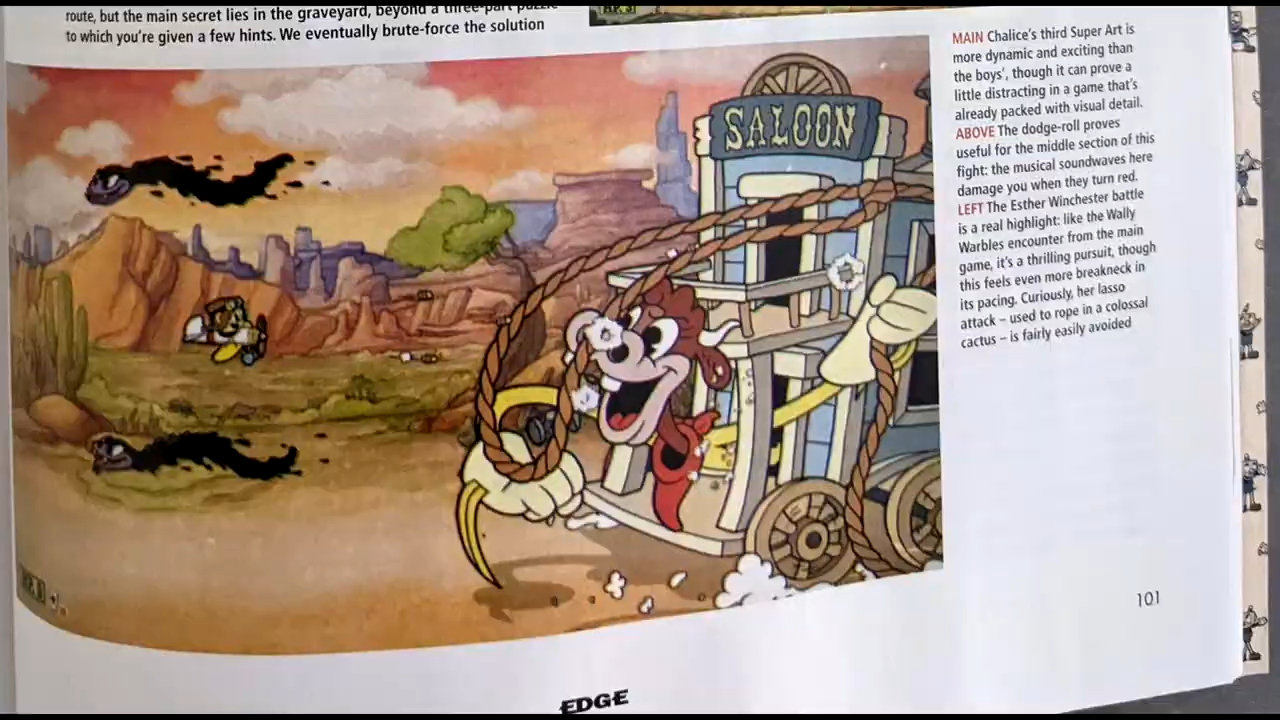 route, but the main secret lies in the graveyard, beyond a three-part puzzle
to which you're given a few hints. We eventually brute-force the solution
HP. 3
SALOON
MAIN Chalice's third Super Art is
more dynamic and exciting than
the boys', though it can prove a
little distracting in a game that's
already packed with visual detail.
ABOVE The dodge-roll proves
useful for the middle section of this
fight: the musical soundwaves here
damage you when they turn red.
LEFT The Esther Winchester battle
is a real highlight: like the Wally
Warbles encounter from the main
game, it's a thrilling pursuit, though
this feels even more breakneck in
its pacing. Curiously, her lasso
attack – used to rope in a colossal
cactus – is fairly easily avoided
101
EDGE